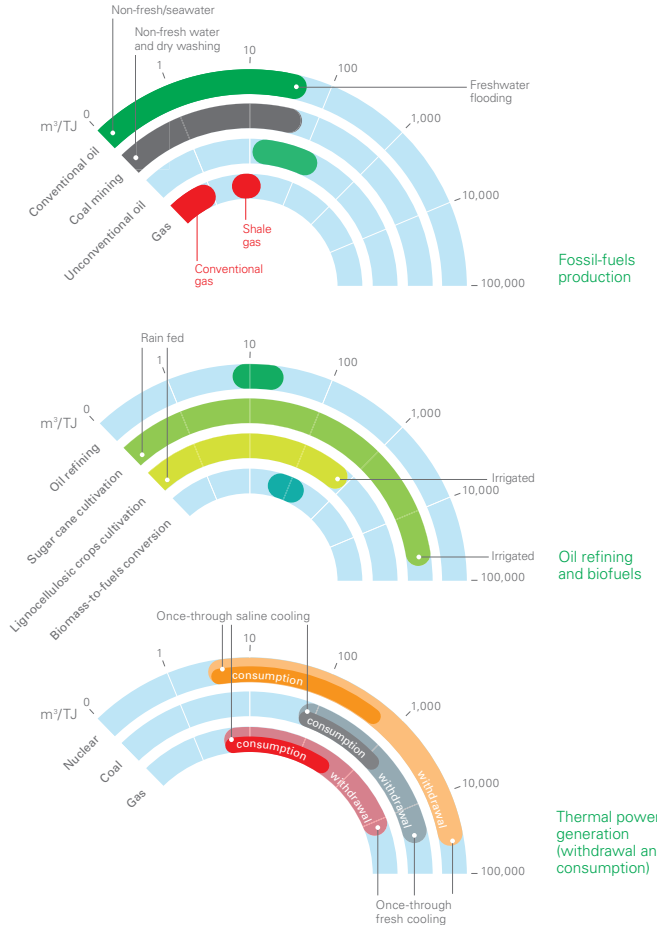 Non-fresh/seawater
Non-fresh water
and dry washing
10
1
100
0
m³/TJ
Freshwater
flooding
1,000
Conventional oil
Coal mining
Unconventional oil
Gas
10,000
Shale
gas
Conventional
gas
100,000
Fossil-fuels
production
Rain fed
10
1
100
0
m³/TJ
1,000
Oil refining
Sugar cane cultivation
Lignocellulosic crops cultivation
Biomass-to-fuels conversion
Irrigated
10,000
Irrigated
100,000
Oil refining
and biofuels
Once-through saline cooling
10
1
100
0
m³/TJ
consumption
1,000
Nuclear
Coal
Gas
consumption
consumption
withdrawal
withdrawal
withdrawal
10,000
100,000
Thermal power
generation
(withdrawal an
consumption)
Once-through
fresh cooling